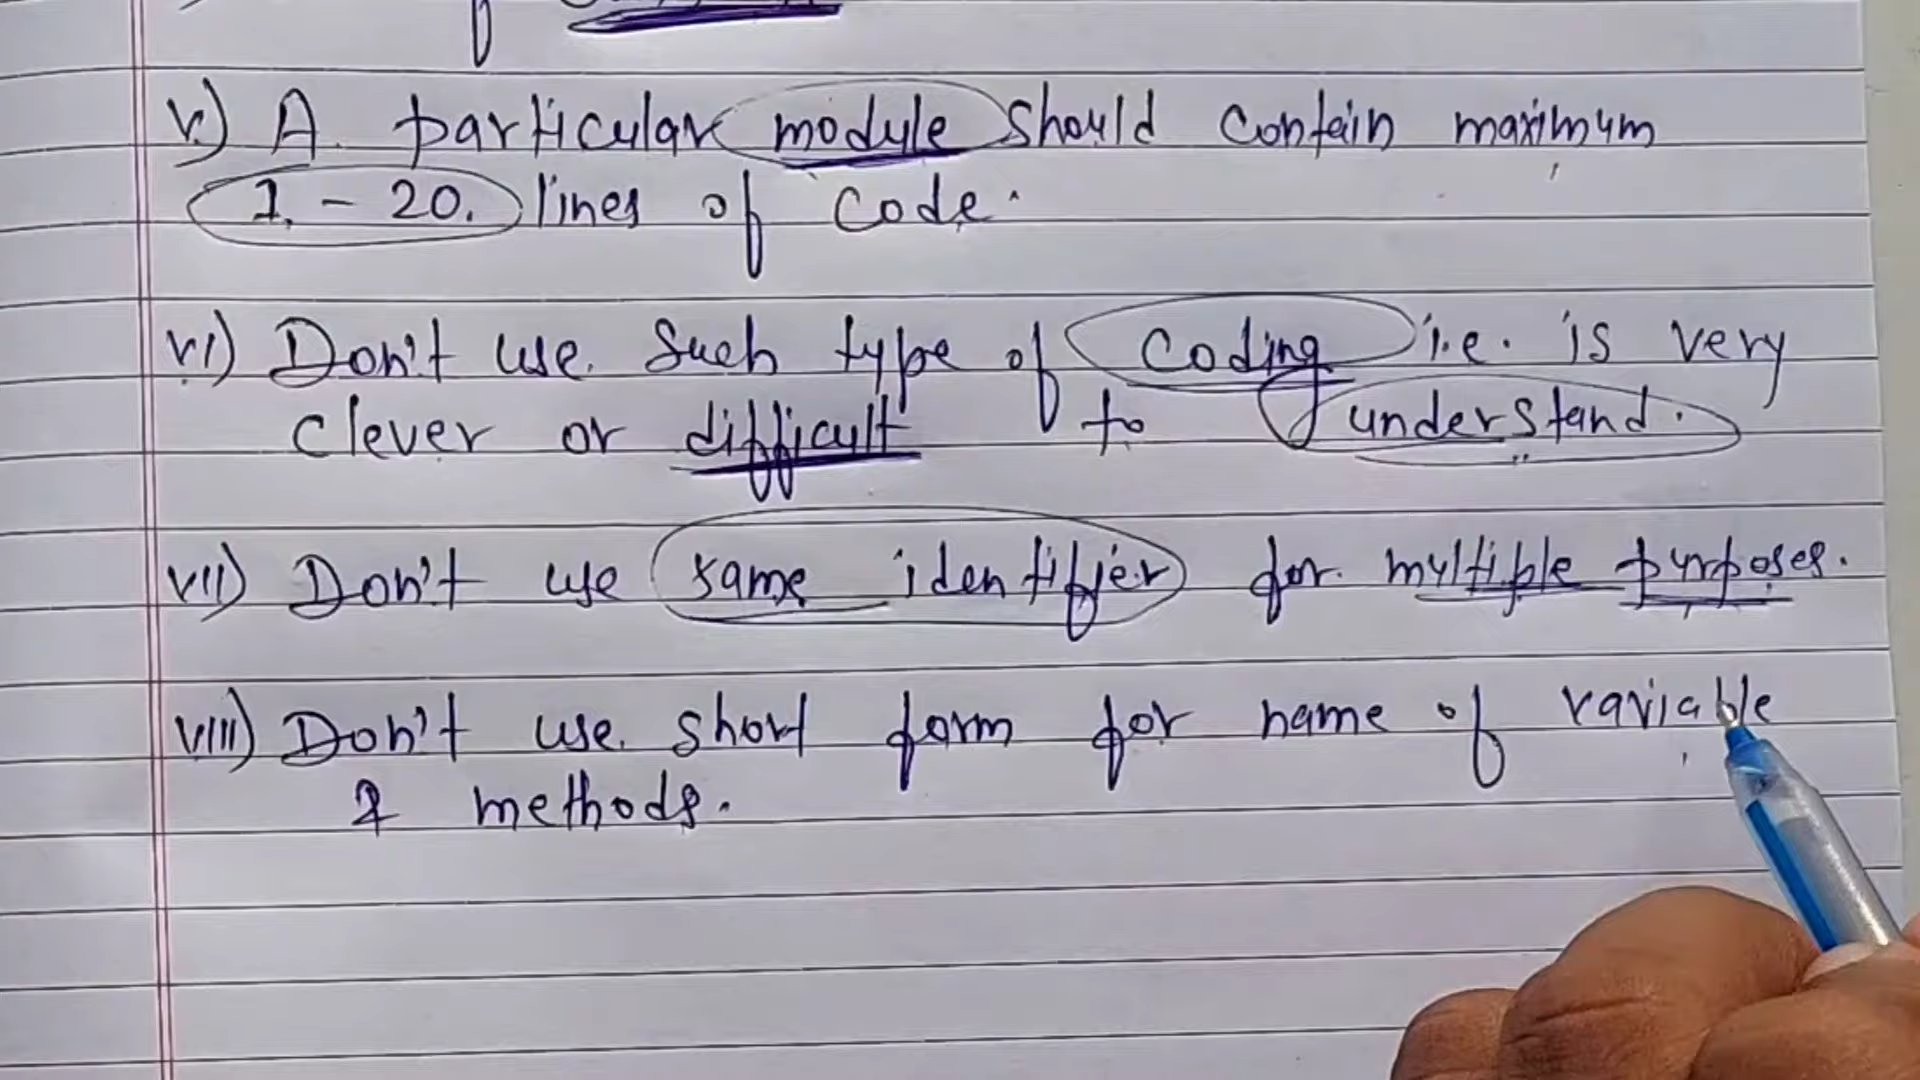 v) A particular module should contain maximum
1 - 20. lines of code.
vi) Don't use such type of coding i.e. is very
clever or difficult to understand.
vii) Don't use same identifier for multiple purposes.
viii) Don't use short form for name of variable
& methods.